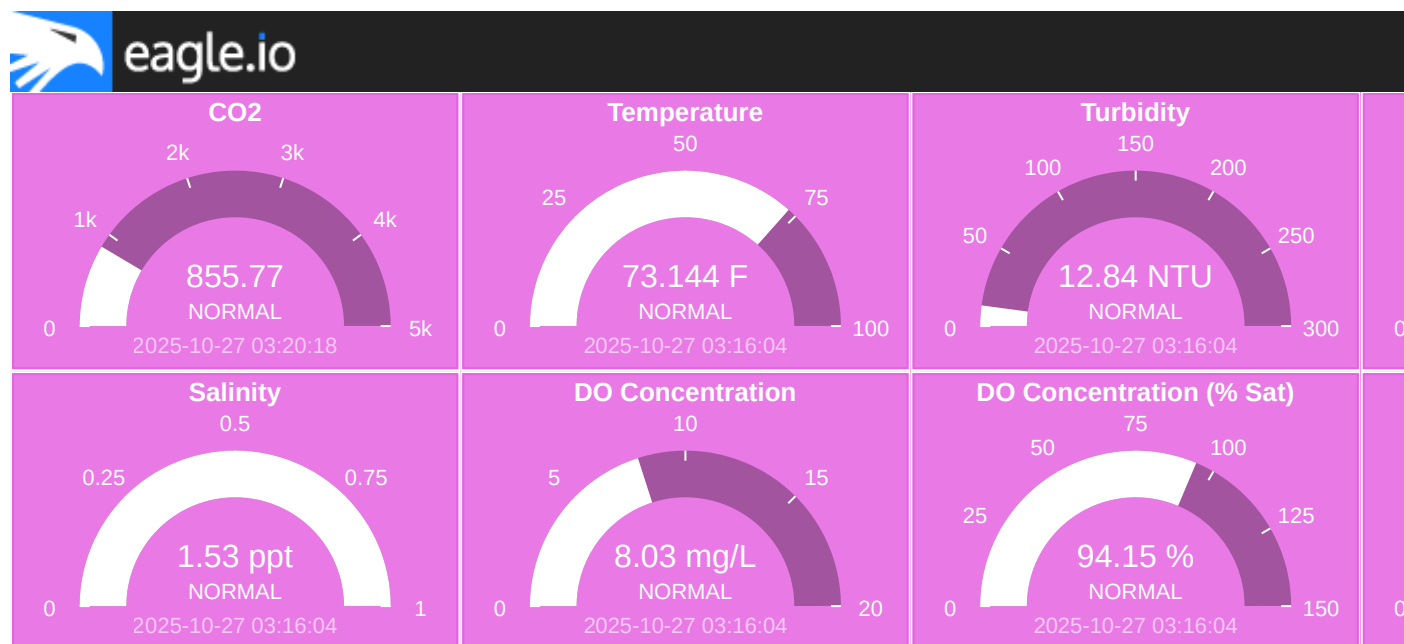 eagle.io
CO2
0
1k
2k
3k
4k
5k
855.77
NORMAL
2025-10-27 03:20:18
Temperature
0
25
50
75
100
73.144 F
NORMAL
2025-10-27 03:16:04
Turbidity
0
50
100
150
200
250
300
12.84 NTU
NORMAL
2025-10-27 03:16:04
0
Salinity
0
0.25
0.5
0.75
1
1.53 ppt
NORMAL
2025-10-27 03:16:04
DO Concentration
0
5
10
15
20
8.03 mg/L
NORMAL
2025-10-27 03:16:04
DO Concentration (% Sat)
0
25
50
75
100
125
150
94.15 %
NORMAL
2025-10-27 03:16:04
0